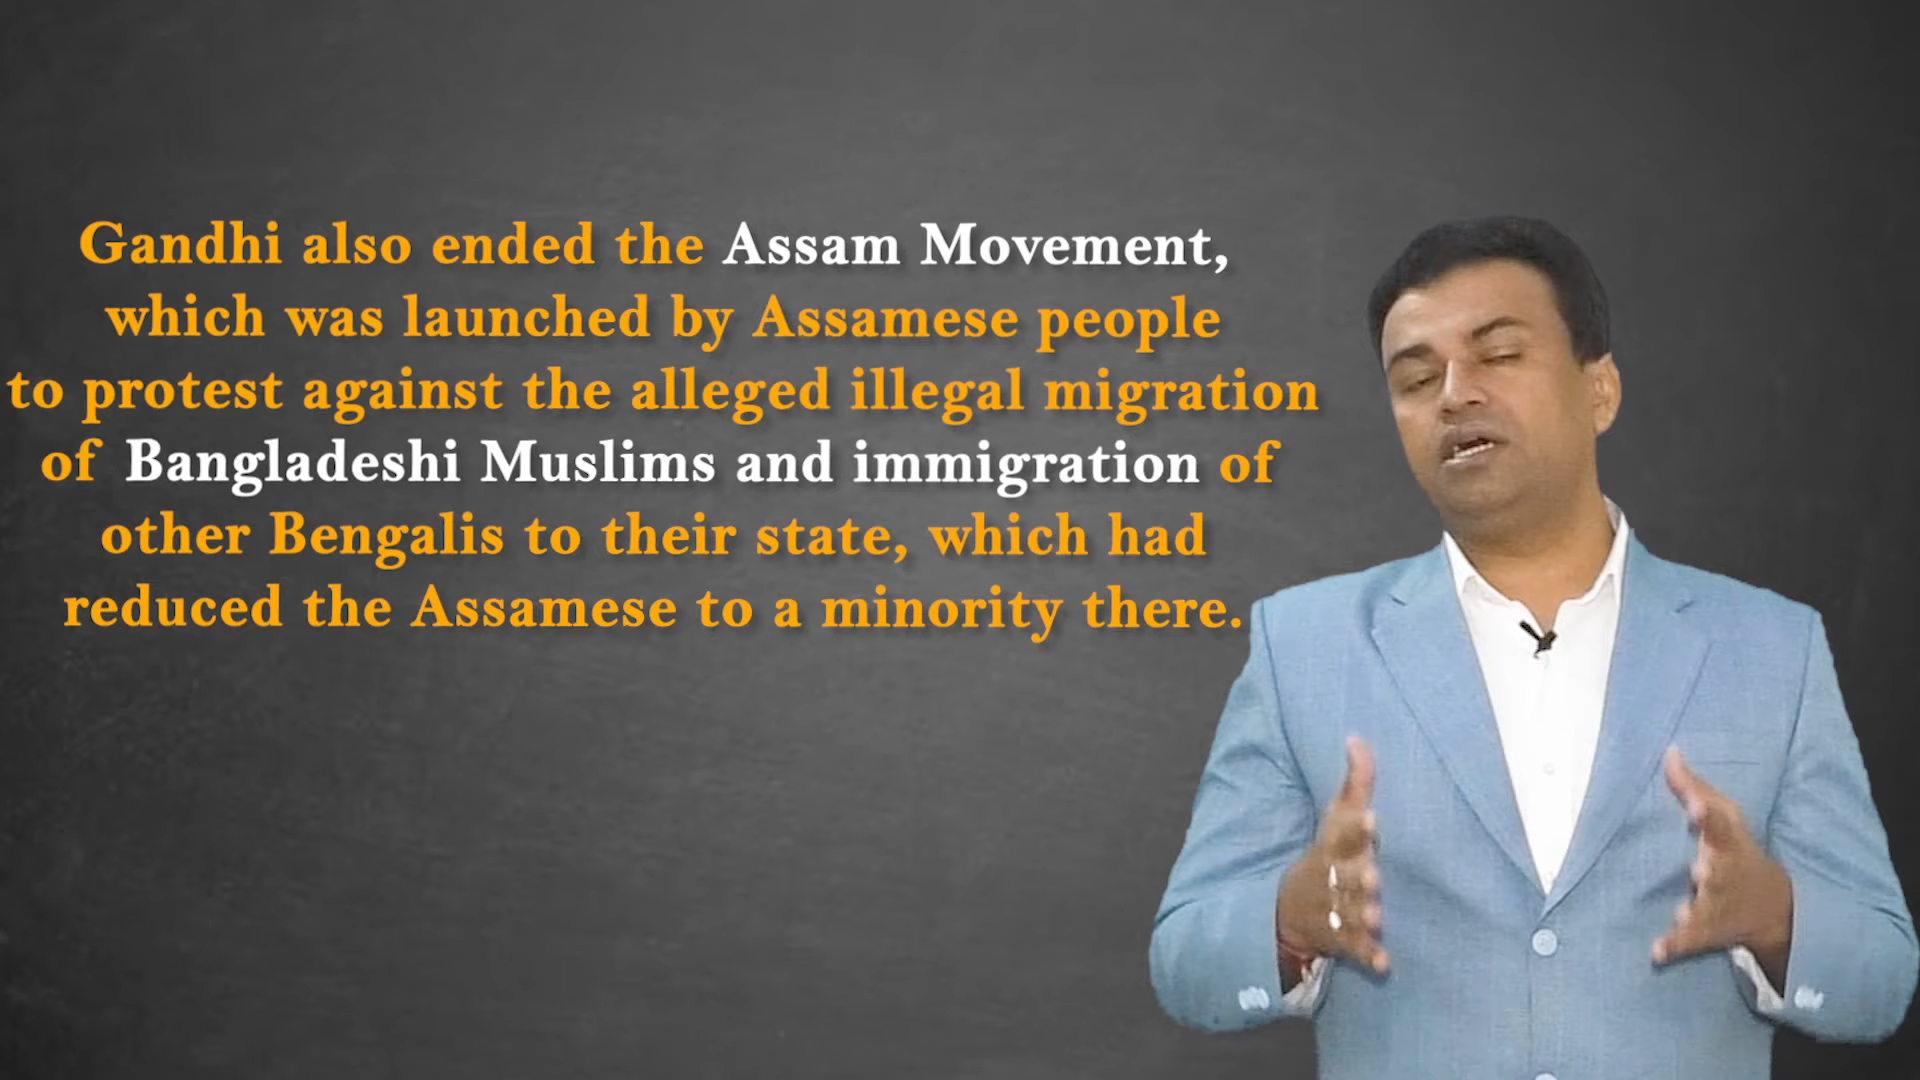 Gandhi also ended the Assam Movement,
which was launched by Assamese people
to protest against the alleged illegal migration
of Bangladeshi Muslims and immigration of
other Bengalis to their state, which had
reduced the Assamese to a minority there.